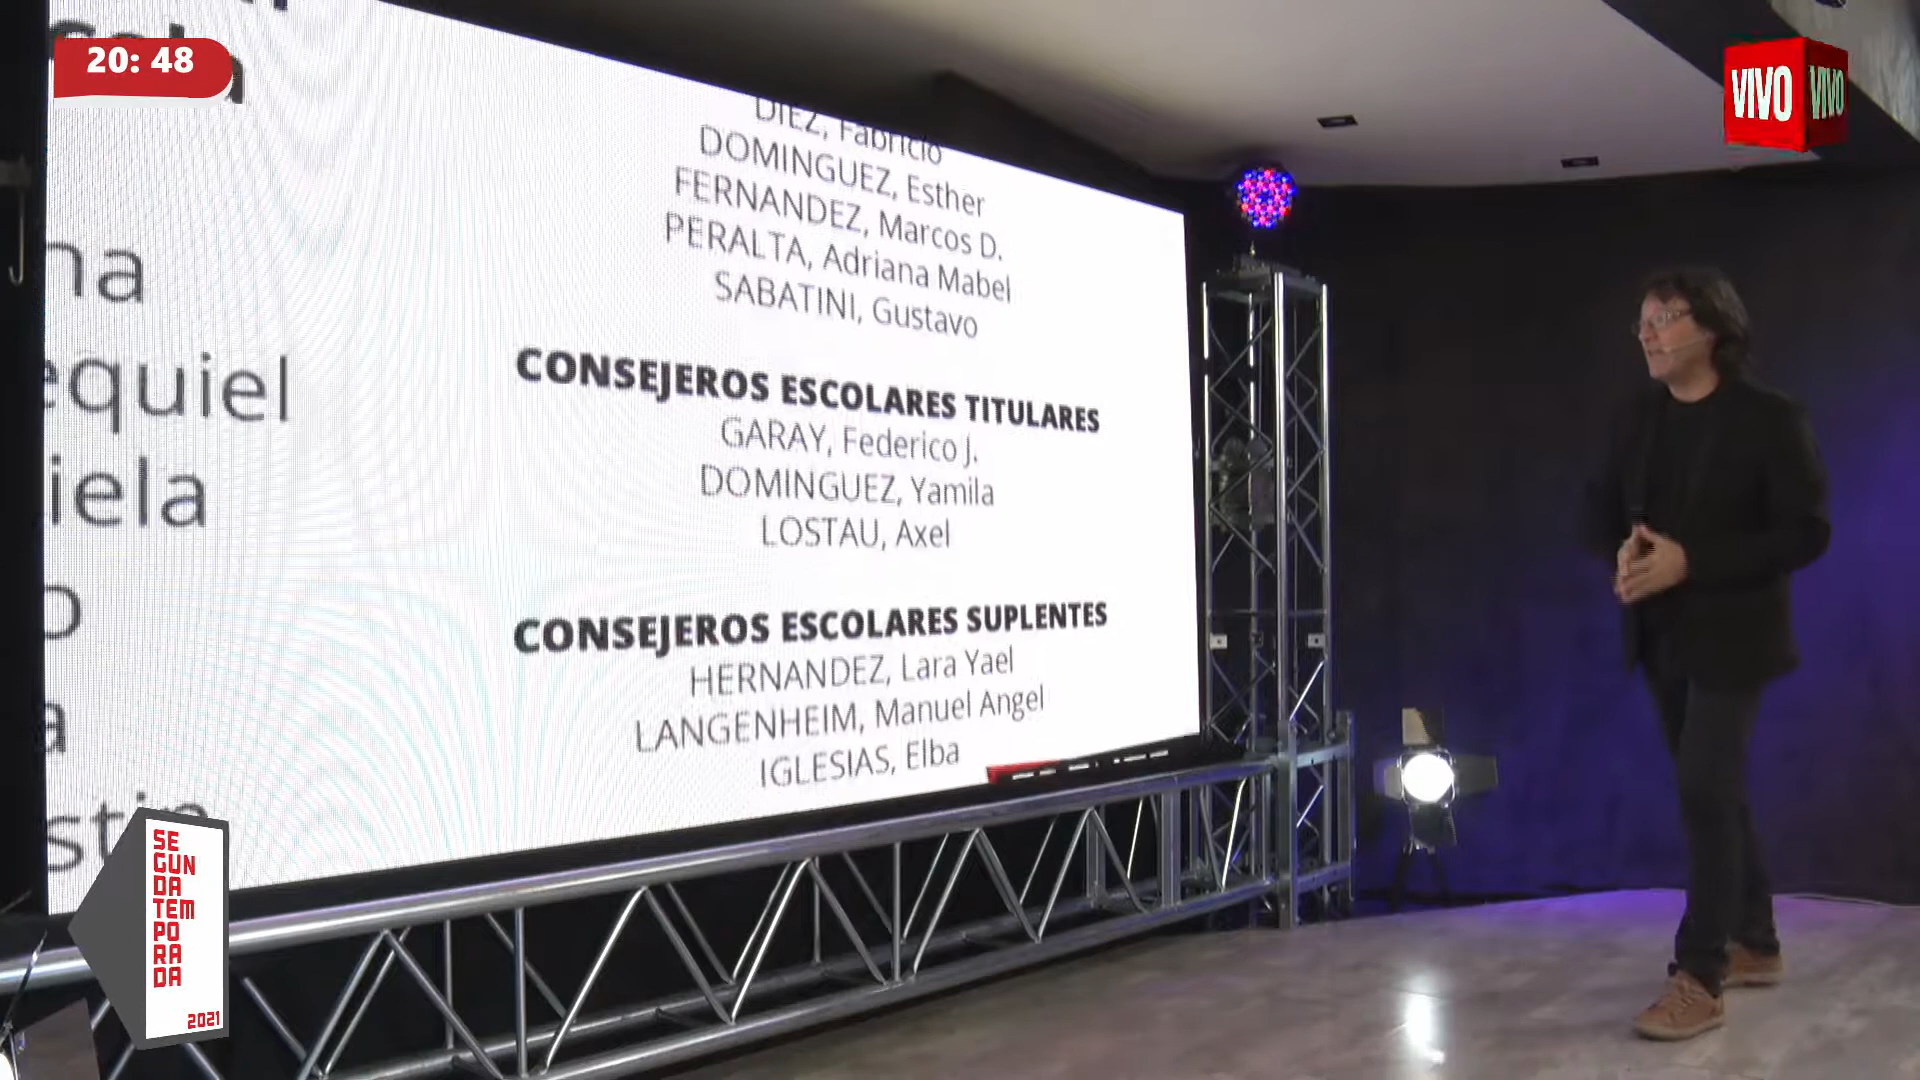 20: 48
VIVO VIVO
na
equiel
iela
o
a
DIEZ, Fabricio
DOMINGUEZ, Esther
FERNANDEZ, Marcos D.
PERALTA, Adriana Mabel
SABATINI, Gustavo
CONSEJEROS ESCOLARES TITULARES
GARAY, Federico J.
DOMINGUEZ, Yamila
LOSTAU, Axel
CONSEJEROS ESCOLARES SUPLENTES
HERNANDEZ, Lara Yael
LANGENHEIM, Manuel Angel
IGLESIAS, Elba
SE
GUN
DA
TEM
PO
RA
DA
2021